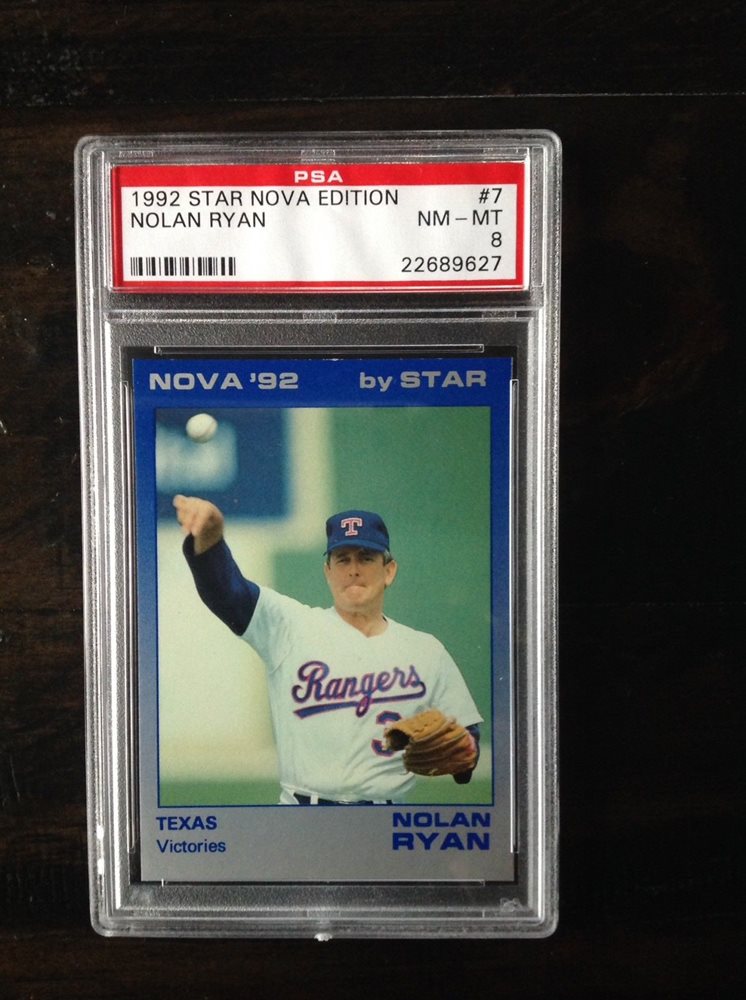 PSA
1992 STAR NOVA EDITION #7
NOLAN RYAN NM - MT
8
22689627
NOVA '92 by STAR
T
Rangers
3
TEXAS NOLAN
Victories RYAN